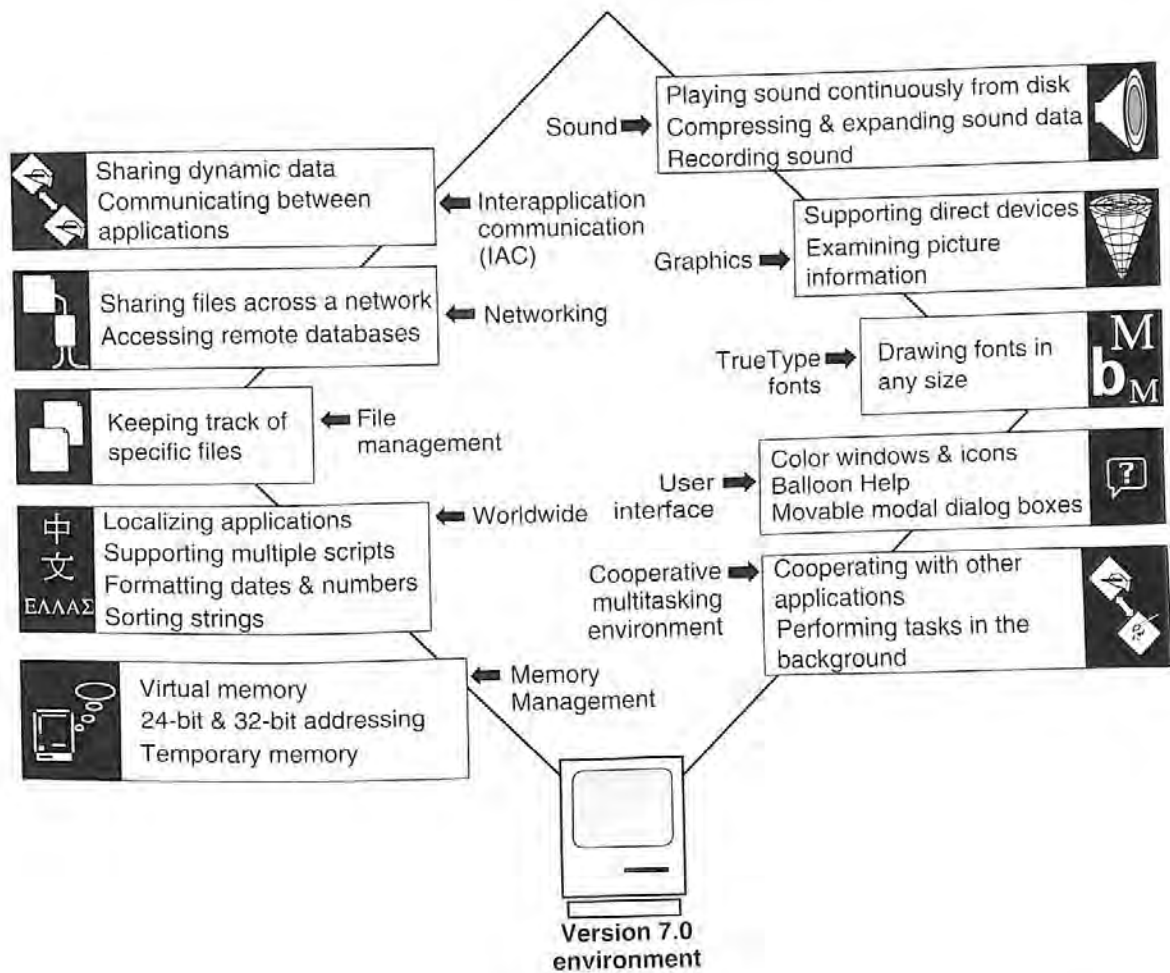 Sound
Playing sound continuously from disk
Compressing & expanding sound data
Recording sound
Sharing dynamic data
Communicating between
applications
Interapplication
communication
(IAC)
Graphics
Supporting direct devices
Examining picture
information
Sharing files across a network
Accessing remote databases
Networking
TrueType
fonts
Drawing fonts in
any size
M
b
M
Keeping track of
specific files
File
management
User
interface
Color windows & icons
Balloon Help
Movable modal dialog boxes
?
中
文
ΕΛΛΑΣ
Localizing applications
Supporting multiple scripts
Formatting dates & numbers
Sorting strings
Worldwide
Cooperative
multitasking
environment
Cooperating with other
applications
Performing tasks in the
background
Virtual memory
24-bit & 32-bit addressing
Temporary memory
Memory
Management
Version 7.0
environment